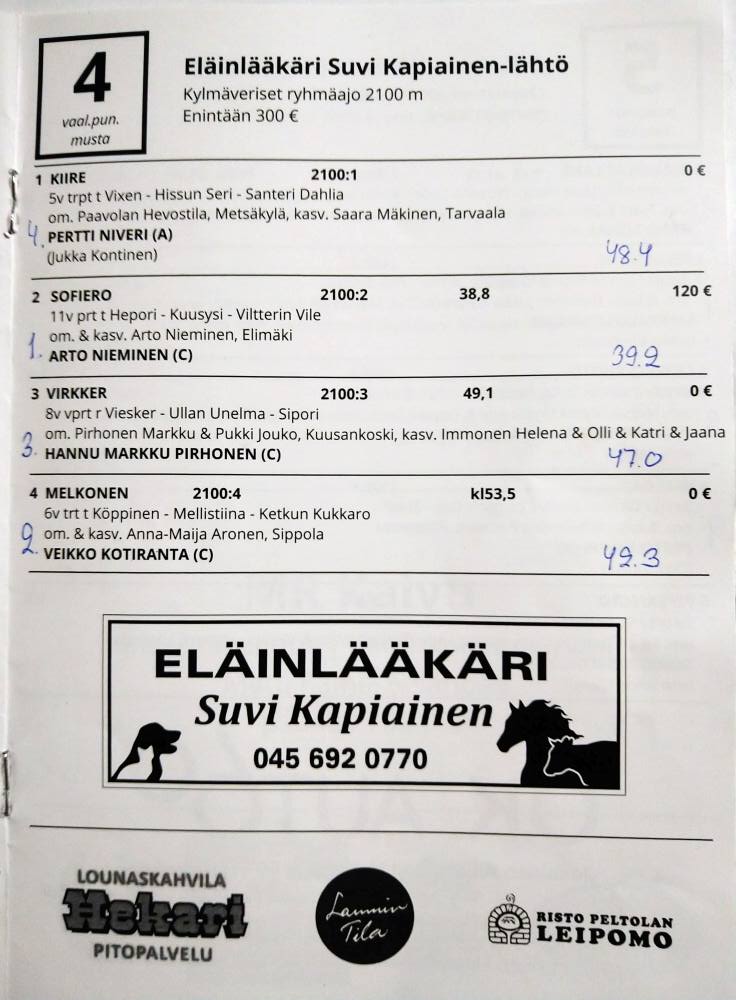 4
vaal.pun.
musta
Eläinlääkäri Suvi Kapiainen-lähtö
Kylmäveriset ryhmäajo 2100 m
Enintään 300 €
1 KIIRE 2100:1 0 €
5v trpt t Vixen - Hissun Seri - Santeri Dahlia
om. Paavolan Hevostila, Metsäkylä, kasv. Saara Mäkinen, Tarvaala
4. PERTTI NIVERI (A)
(Jukka Kontinen) 48.4
2 SOFIERO 2100:2 38,8 120 €
11v prt t Hepori - Kuusysi - Viltterin Vile
om. & kasv. Arto Nieminen, Elimäki
1. ARTO NIEMINEN (C) 39.2
3 VIRKKER 2100:3 49,1 0 €
8v vprt r Viesker - Ullan Unelma - Sipori
om. Pirhonen Markku & Pukki Jouko, Kuusankoski, kasv. Immonen Helena & Olli & Katri & Jaana
3. HANNU MARKKU PIRHONEN (C) 47.0
4 MELKONEN 2100:4 kl53,5 0 €
6v trt t Köppinen - Mellistiina - Ketkun Kukkaro
om. & kasv. Anna-Maija Aronen, Sippola
2. VEIKKO KOTIRANTA (C) 42.3
ELÄINLÄÄKÄRI
Suvi Kapiainen
045 692 0770
LOUNASKAHVILA
Hekari
PITOPALVELU
Lammin
Tila
RISTO PELTOLAN
LEIPOMO